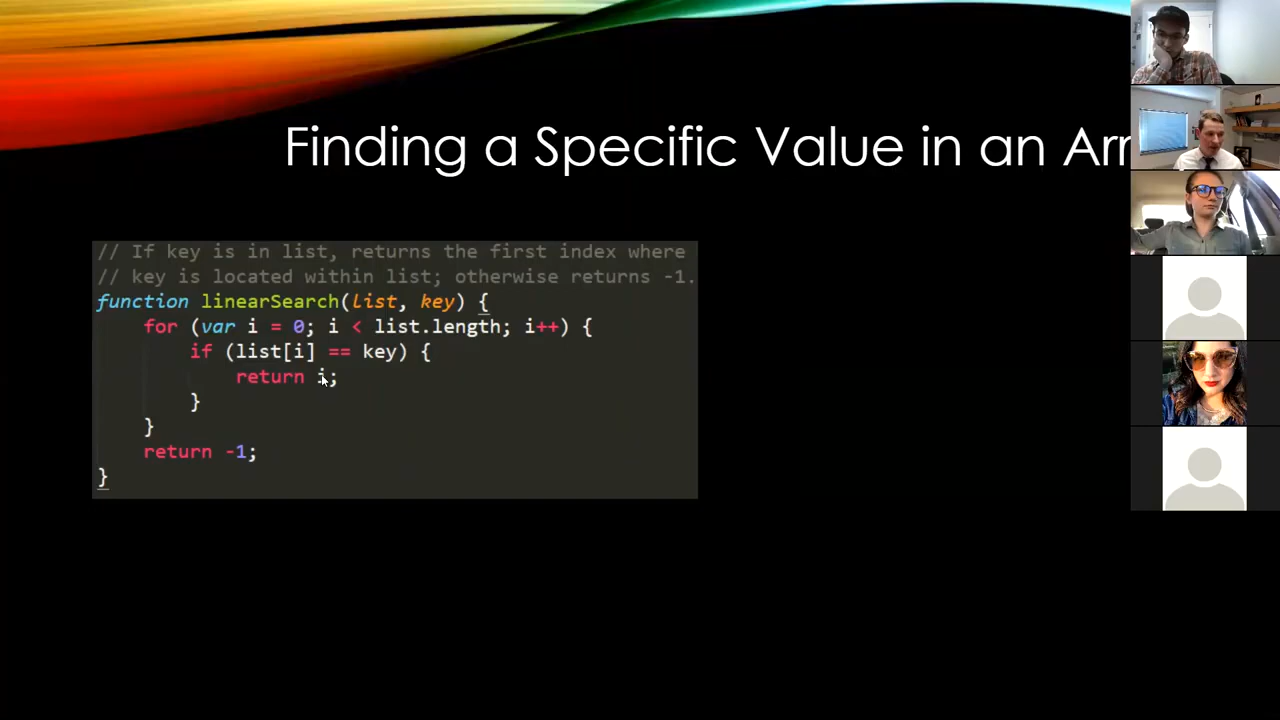 Finding a Specific Value in an Arr
// If key is in list, returns the first index where
// key is located within list; otherwise returns -1.
function linearSearch(list, key) {
for (var i = 0; i < list.length; i++) {
if (list[i] == key) {
return i;
}
}
return -1;
}